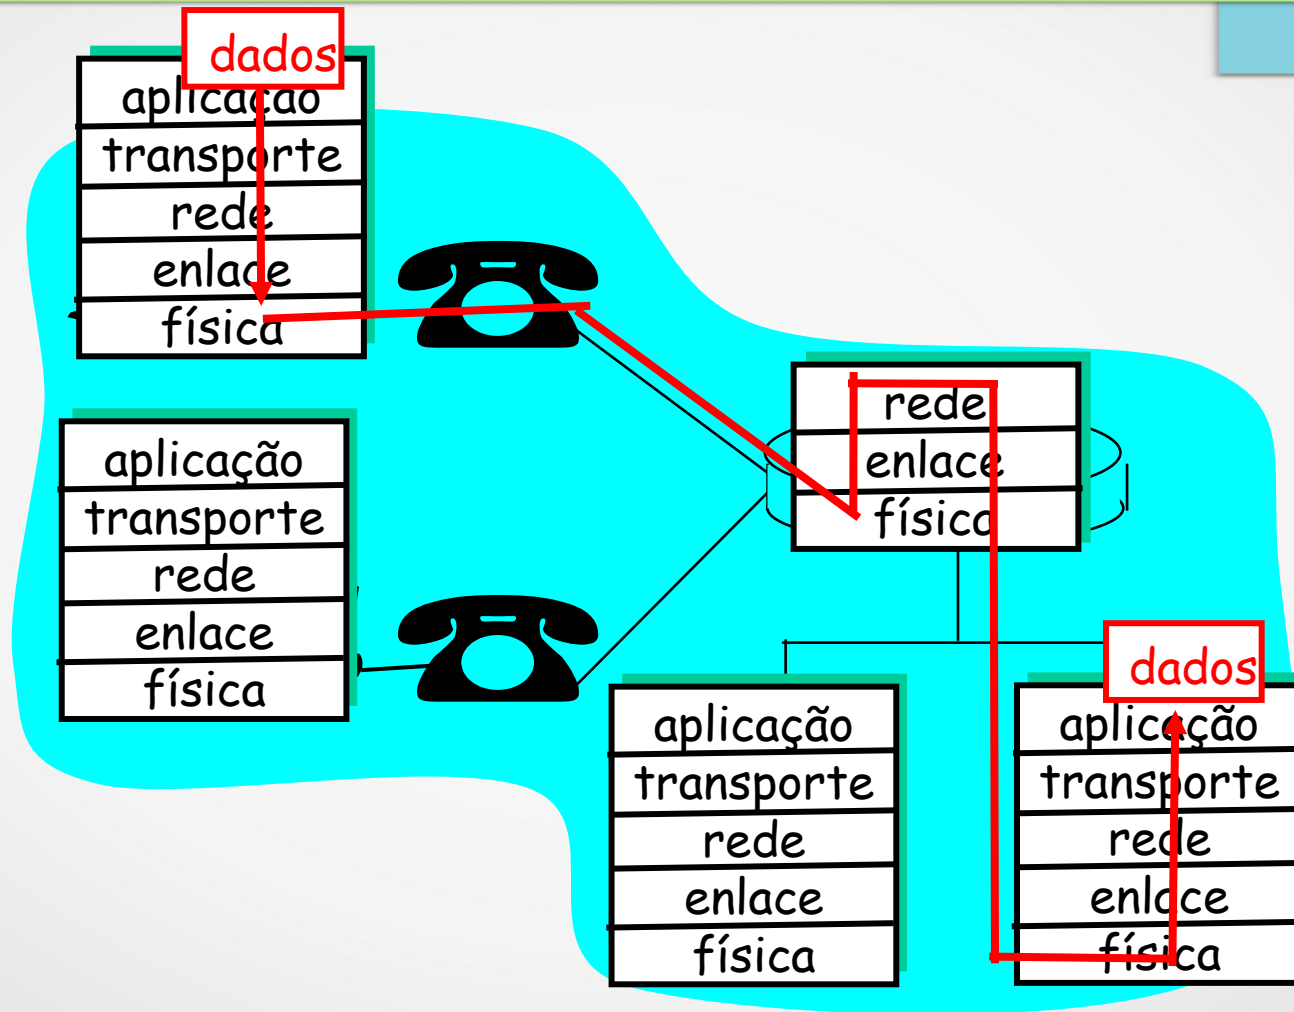 dados
aplicação
transporte
rede
enlace
física
aplicação
transporte
rede
enlace
física
rede
enlace
física
aplicação
transporte
rede
enlace
física
dados
aplicação
transporte
rede
enlace
física